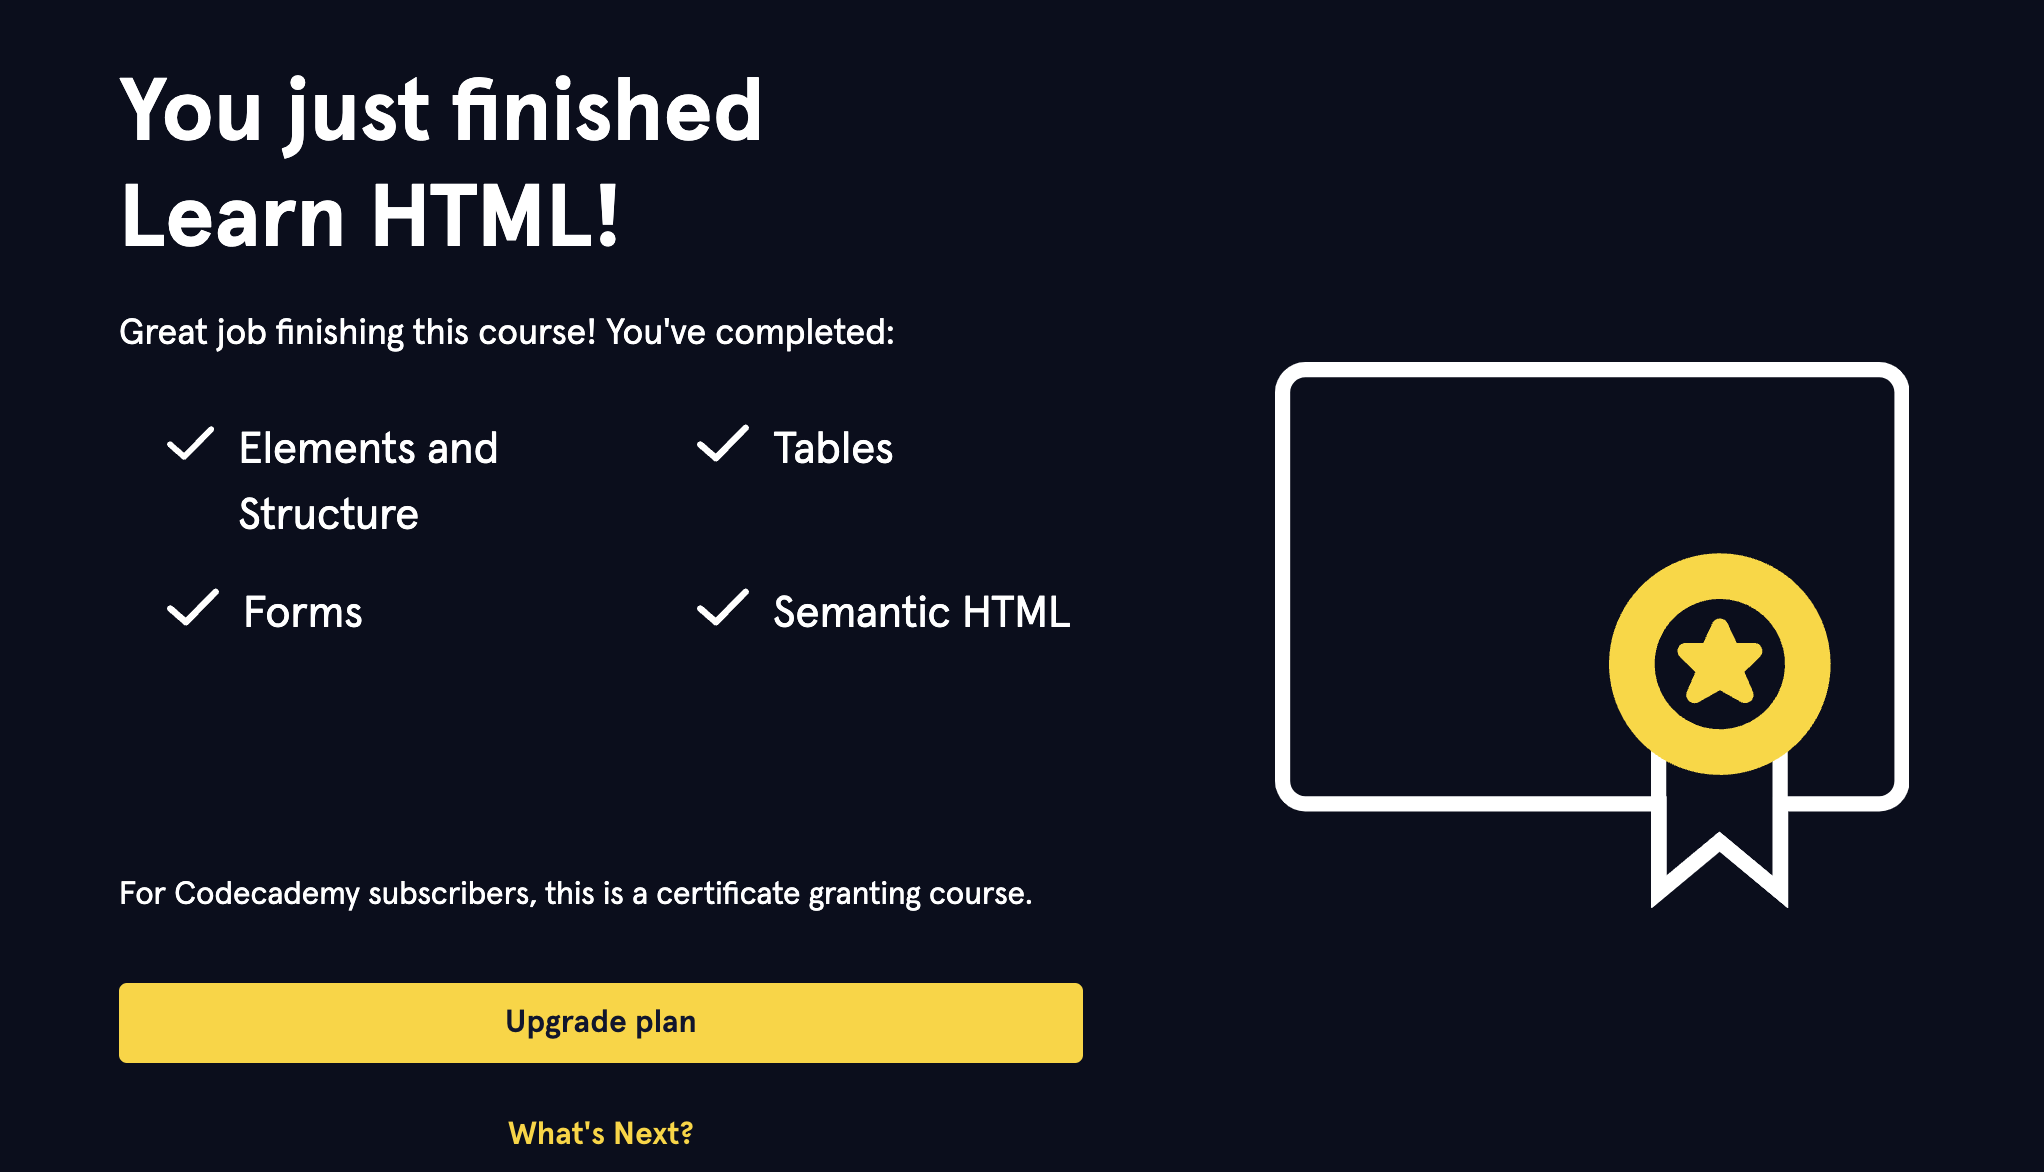 You just finished
Learn HTML!
Great job finishing this course! You've completed:
Elements and
Structure
Tables
Forms
Semantic HTML
For Codecademy subscribers, this is a certificate granting course.
Upgrade plan
What's Next?